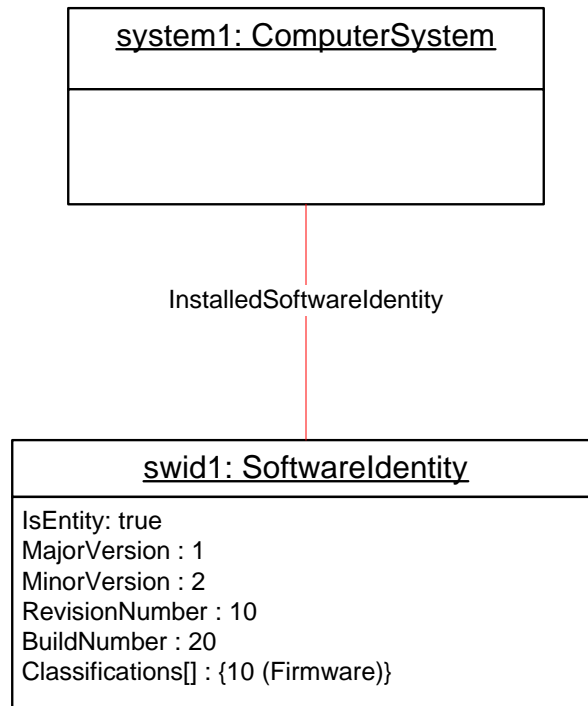 system1: ComputerSystem
InstalledSoftwareIdentity
swid1: SoftwareIdentity
IsEntity: true
MajorVersion : 1
MinorVersion : 2
RevisionNumber : 10
BuildNumber : 20
Classifications[] : {10 (Firmware)}